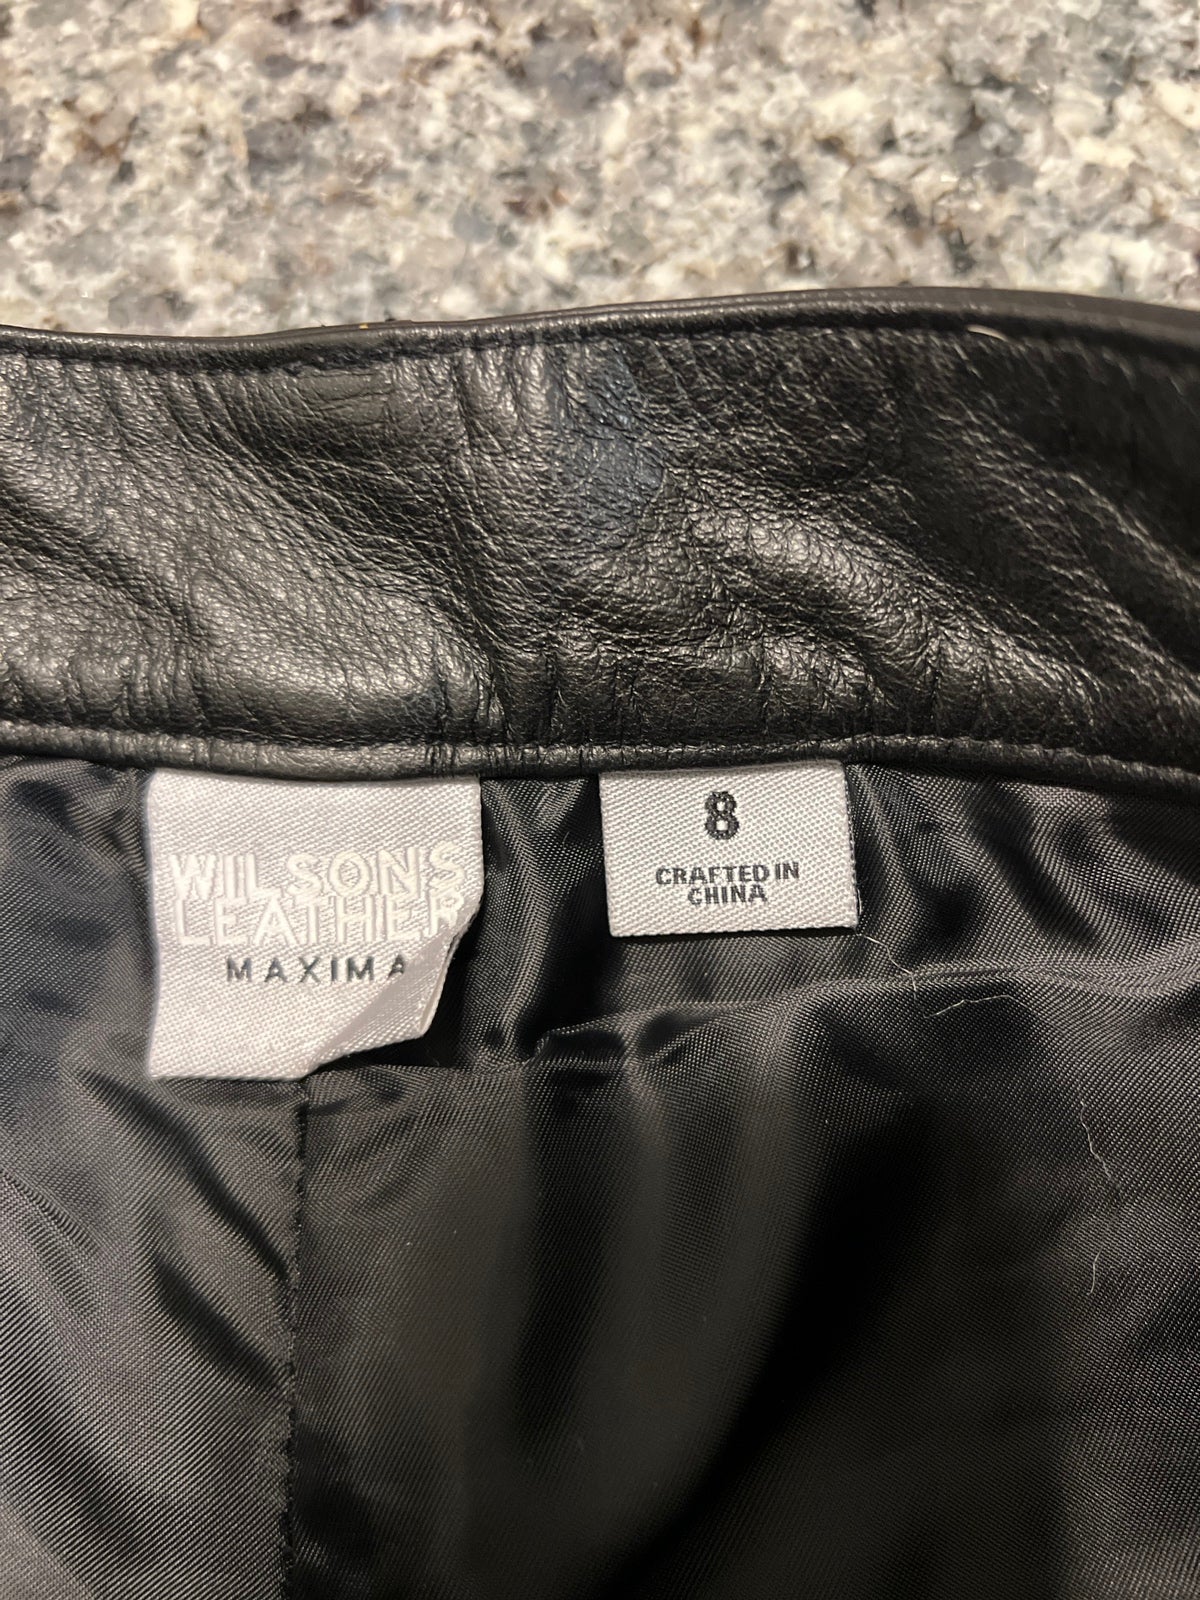 WILSONS
LEATHER
MAXIMA
8
CRAFTED IN
CHINA